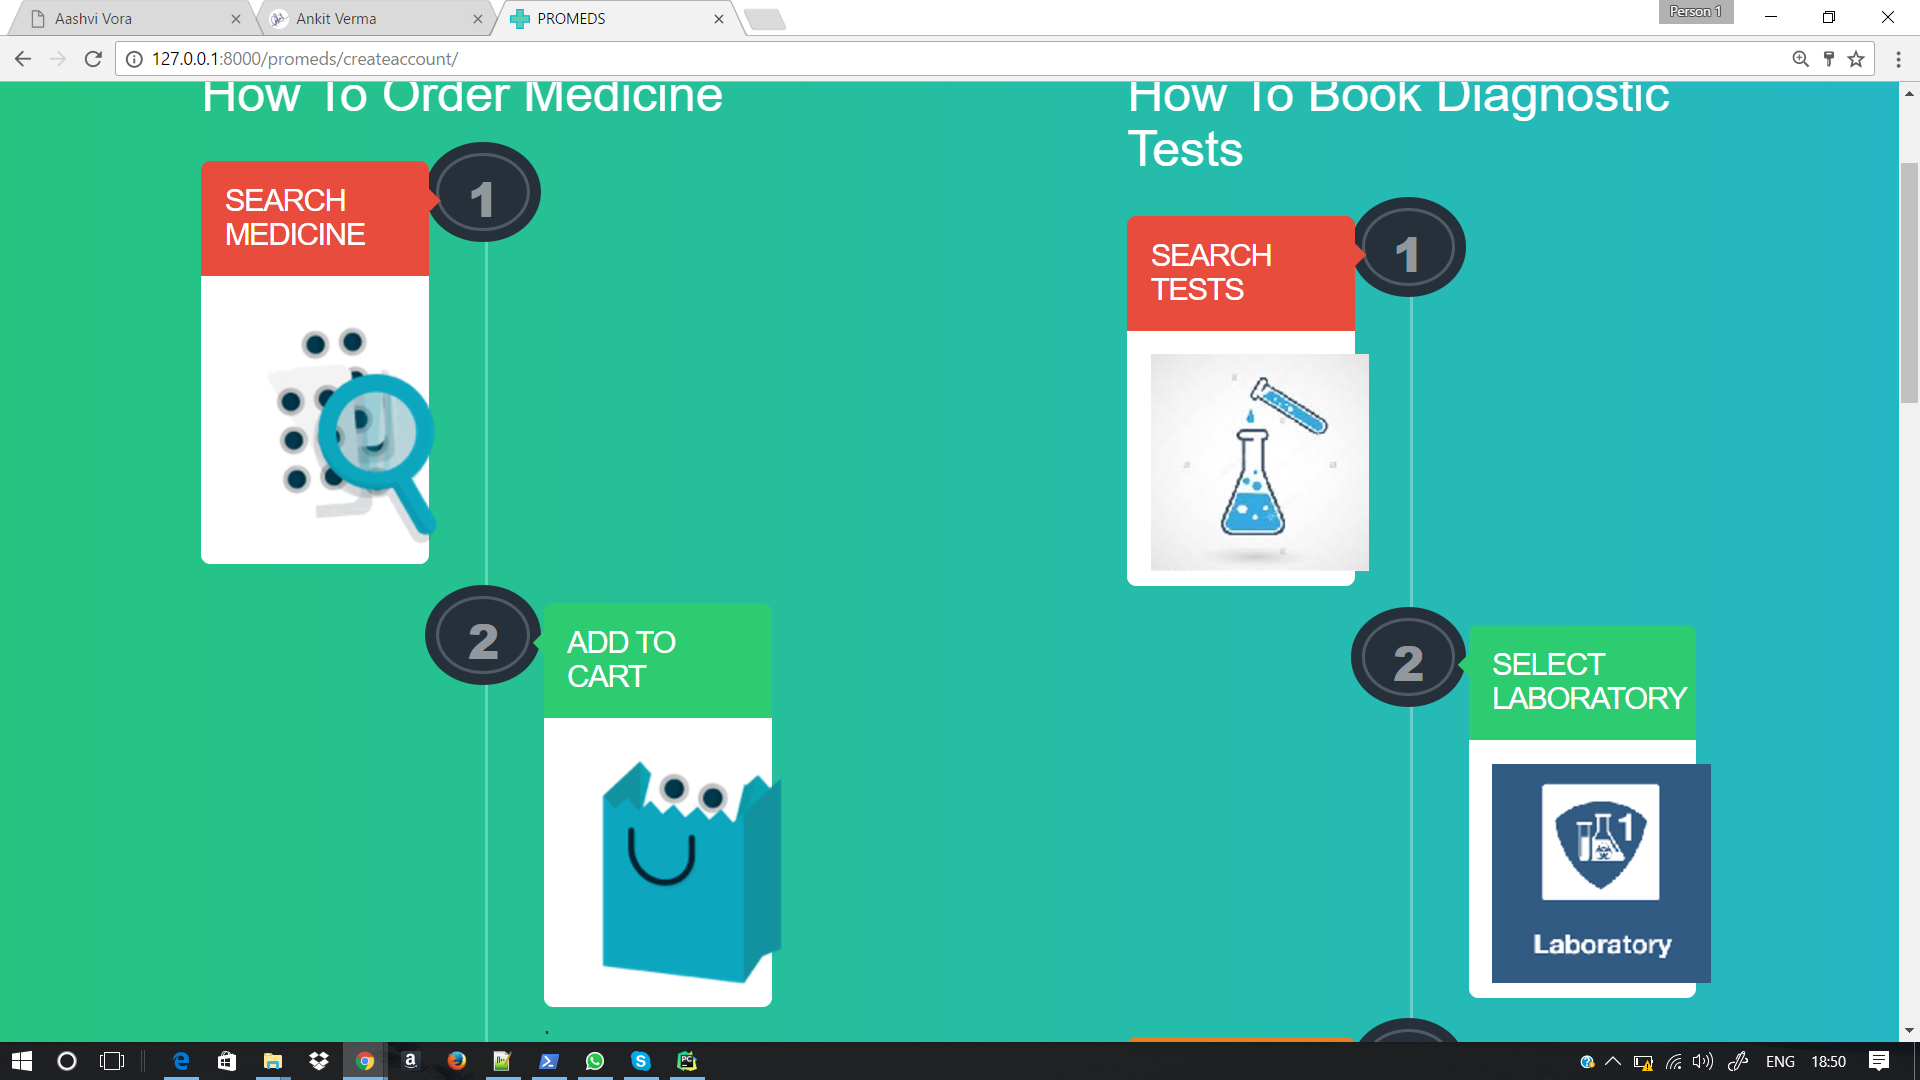 Aashvi Vora
Ankit Verma
PROMEDS
Person 1
127.0.0.1:8000/promeds/createaccount/
How To Order Medicine
1
SEARCH
MEDICINE
2
ADD TO
CART
.
How To Book Diagnostic
Tests
1
SEARCH
TESTS
2
SELECT
LABORATORY
1
Laboratory
ENG
18:50